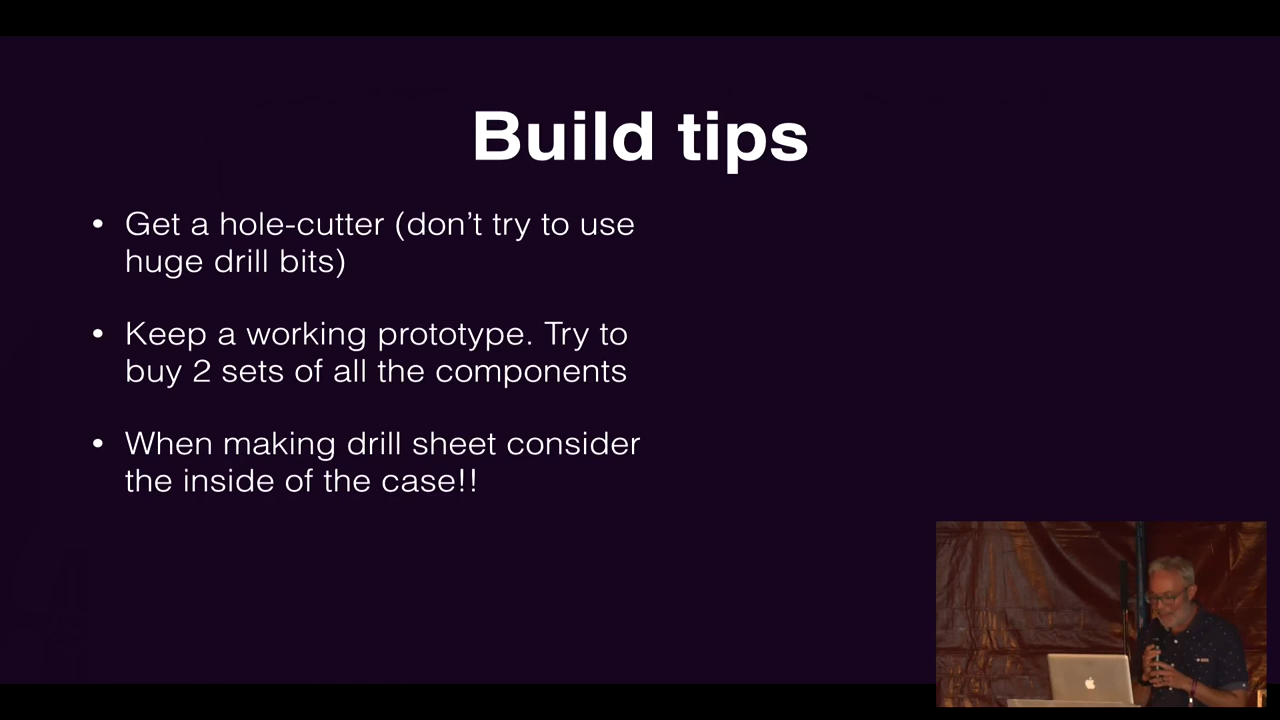 Build tips
• Get a hole-cutter (don’t try to use
huge drill bits)
• Keep a working prototype. Try to
buy 2 sets of all the components
• When making drill sheet consider
the inside of the case!!